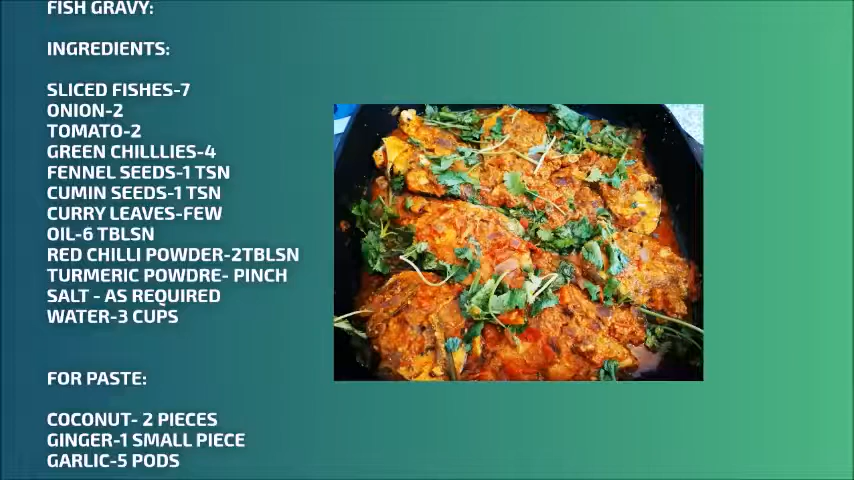 FISH GRAVY:
INGREDIENTS:
SLICED FISHES-7
ONION-2
TOMATO-2
GREEN CHILLLIES-4
FENNEL SEEDS-1 TSN
CUMIN SEEDS-1 TSN
CURRY LEAVES-FEW
OIL-6 TBLSN
RED CHILLI POWDER-2TBLSN
TURMERIC POWDRE- PINCH
SALT - AS REQUIRED
WATER-3 CUPS
FOR PASTE:
COCONUT- 2 PIECES
GINGER-1 SMALL PIECE
GARLIC-5 PODS